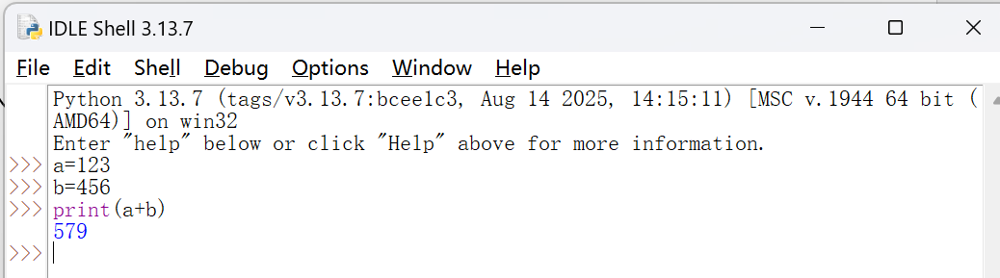 IDLE Shell 3.13.7
File Edit Shell Debug Options Window Help
Python 3.13.7 (tags/v3.13.7:bcee1c3, Aug 14 2025, 14:15:11) [MSC v.1944 64 bit (
AMD64)] on win32
Enter "help" below or click "Help" above for more information.
>>> a=123
>>> b=456
>>> print(a+b)
579
>>>